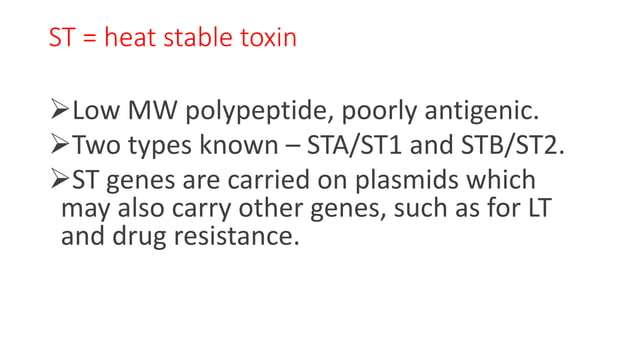 ST = heat stable toxin
➢Low MW polypeptide, poorly antigenic.
➢Two types known – STA/ST1 and STB/ST2.
➢ST genes are carried on plasmids which
may also carry other genes, such as for LT
and drug resistance.